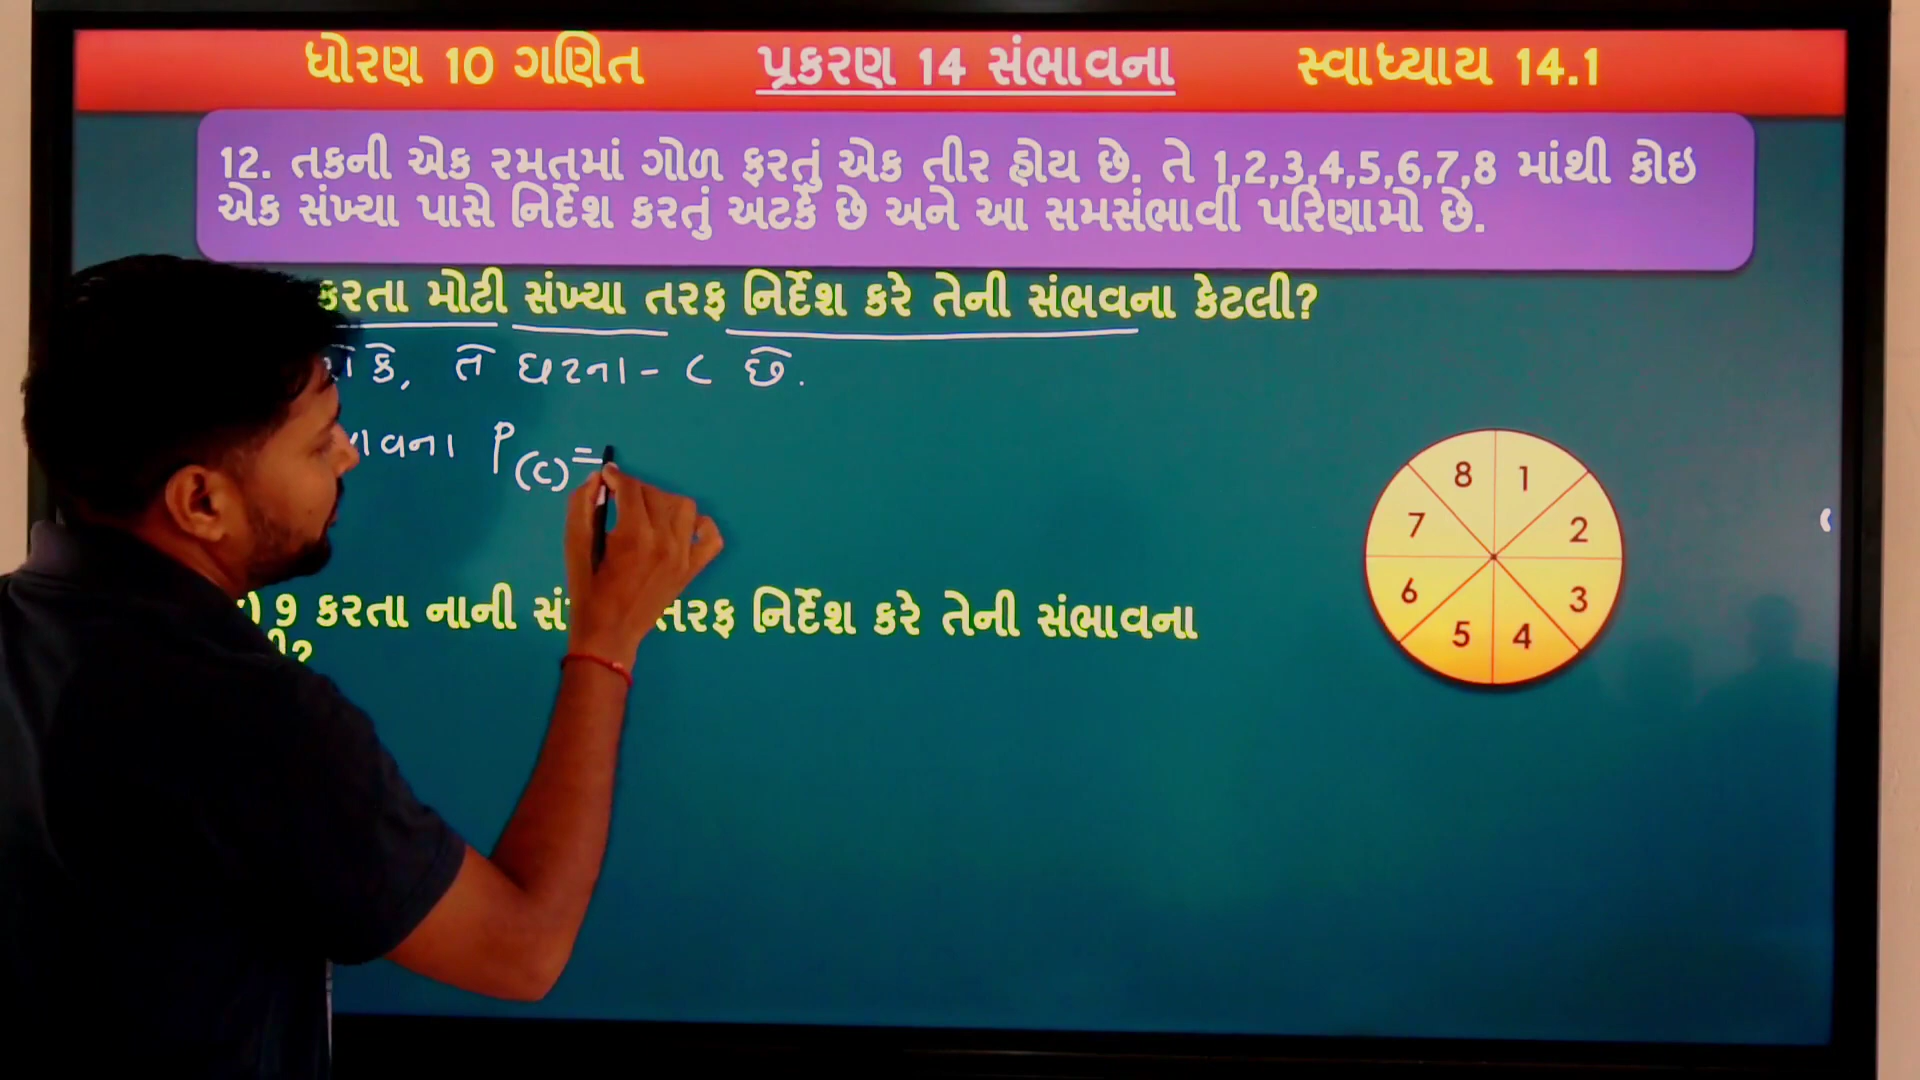 ધોરણ 10 ગણિત પ્રકરણ 14 સંભાવના સ્વાધ્યાય 14.1
12. તકની એક રમતમાં ગોળ ફરતું એક તીર હોય છે. તે 1,2,3,4,5,6,7,8 માંથી કોઇ
એક સંખ્યા પાસે નિર્દેશ કરતું અટકે છે અને આ સમસંભાવી પરિણામો છે.
કરતા મોટી સંખ્યા તરફ નિર્દેશ કરે તેની સંભવના કેટલી?
કે, તે ઘટના - C છે.
P(C) =
8 1
7 2
6 3
5 4
) 9 કરતા નાની તરફ નિર્દેશ કરે તેની સંભાવના